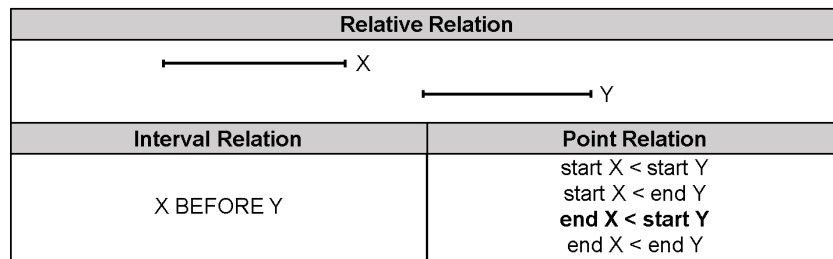 Relative Relation
X
Y
Interval Relation
Point Relation
X BEFORE Y
start X < start Y
start X < end Y
end X < start Y
end X < end Y